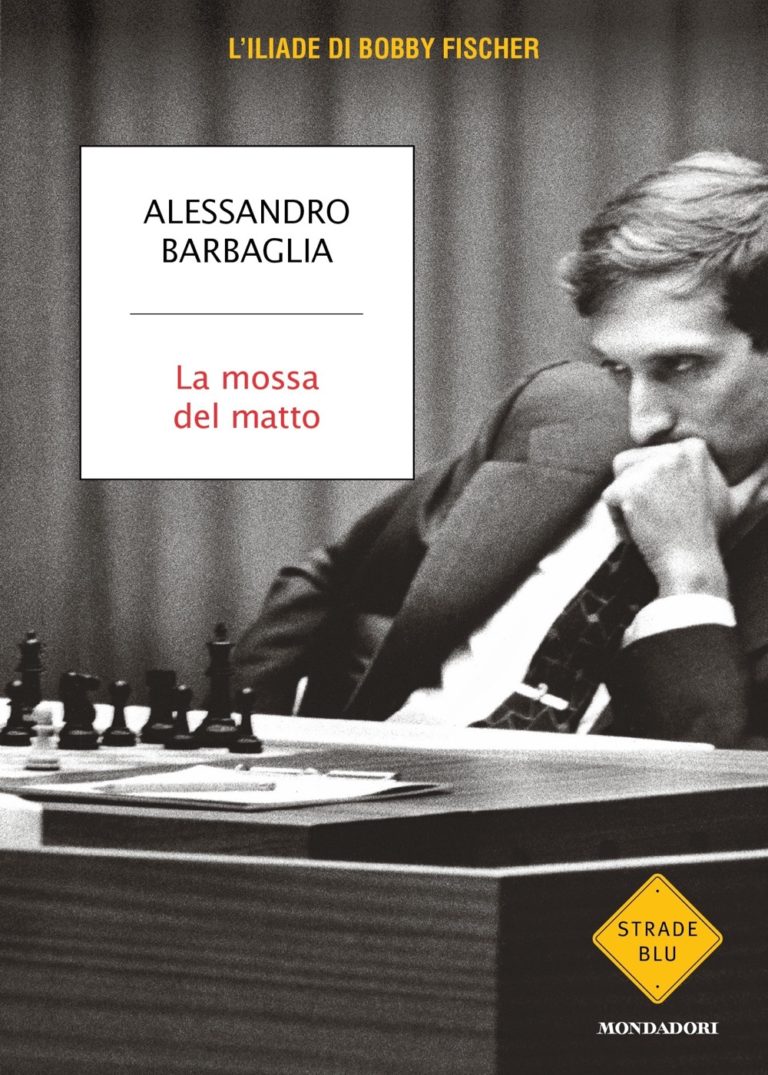 L'ILIADE DI BOBBY FISCHER
ALESSANDRO
BARBAGLIA
La mossa
del matto
STRADE
BLU
MONDADORI